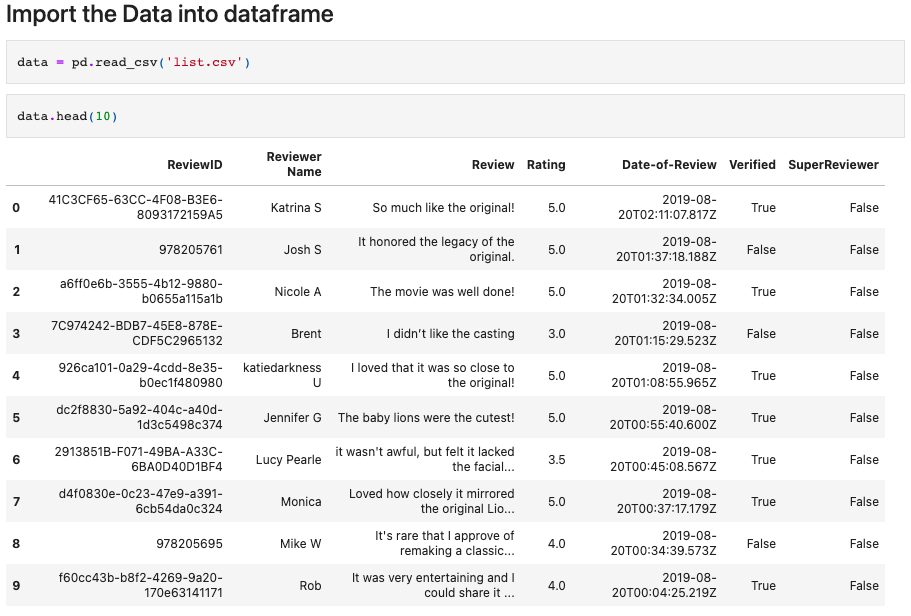 Import the Data into dataframe
data = pd.read_csv('list.csv')
data.head(10)
ReviewID Reviewer Name Review Rating Date-of-Review Verified SuperReviewer
0 41C3CF65-63CC-4F08-B3E6-8093172159A5 Katrina S So much like the original! 5.0 2019-08-20T02:11:07.817Z True False
1 978205761 Josh S It honored the legacy of the original. 5.0 2019-08-20T01:37:18.188Z False False
2 a6ff0e6b-3555-4b12-9880-b0655a115a1b Nicole A The movie was well done! 5.0 2019-08-20T01:32:34.005Z True False
3 7C974242-BDB7-45E8-878E-CDF5C2965132 Brent I didn’t like the casting 3.0 2019-08-20T01:15:29.523Z False False
4 926ca101-0a29-4cdd-8e35-b0ec1f480980 katiedarkness U I loved that it was so close to the original! 5.0 2019-08-20T01:08:55.965Z True False
5 dc2f8830-5a92-404c-a40d-1d3c5498c374 Jennifer G The baby lions were the cutest! 5.0 2019-08-20T00:55:40.600Z True False
6 2913851B-F071-49BA-A33C-6BA0D40D1BF4 Lucy Pearle it wasn't awful, but felt it lacked the facial... 3.5 2019-08-20T00:45:08.567Z True False
7 d4f0830e-0c23-47e9-a391-6cb54da0c324 Monica Loved how closely it mirrored the original Lio... 5.0 2019-08-20T00:37:17.179Z True False
8 978205695 Mike W It's rare that I approve of remaking a classic... 4.0 2019-08-20T00:34:39.573Z False False
9 f60cc43b-b8f2-4269-9a20-170e63141171 Rob It was very entertaining and I could share it ... 4.0 2019-08-20T00:04:25.219Z True False